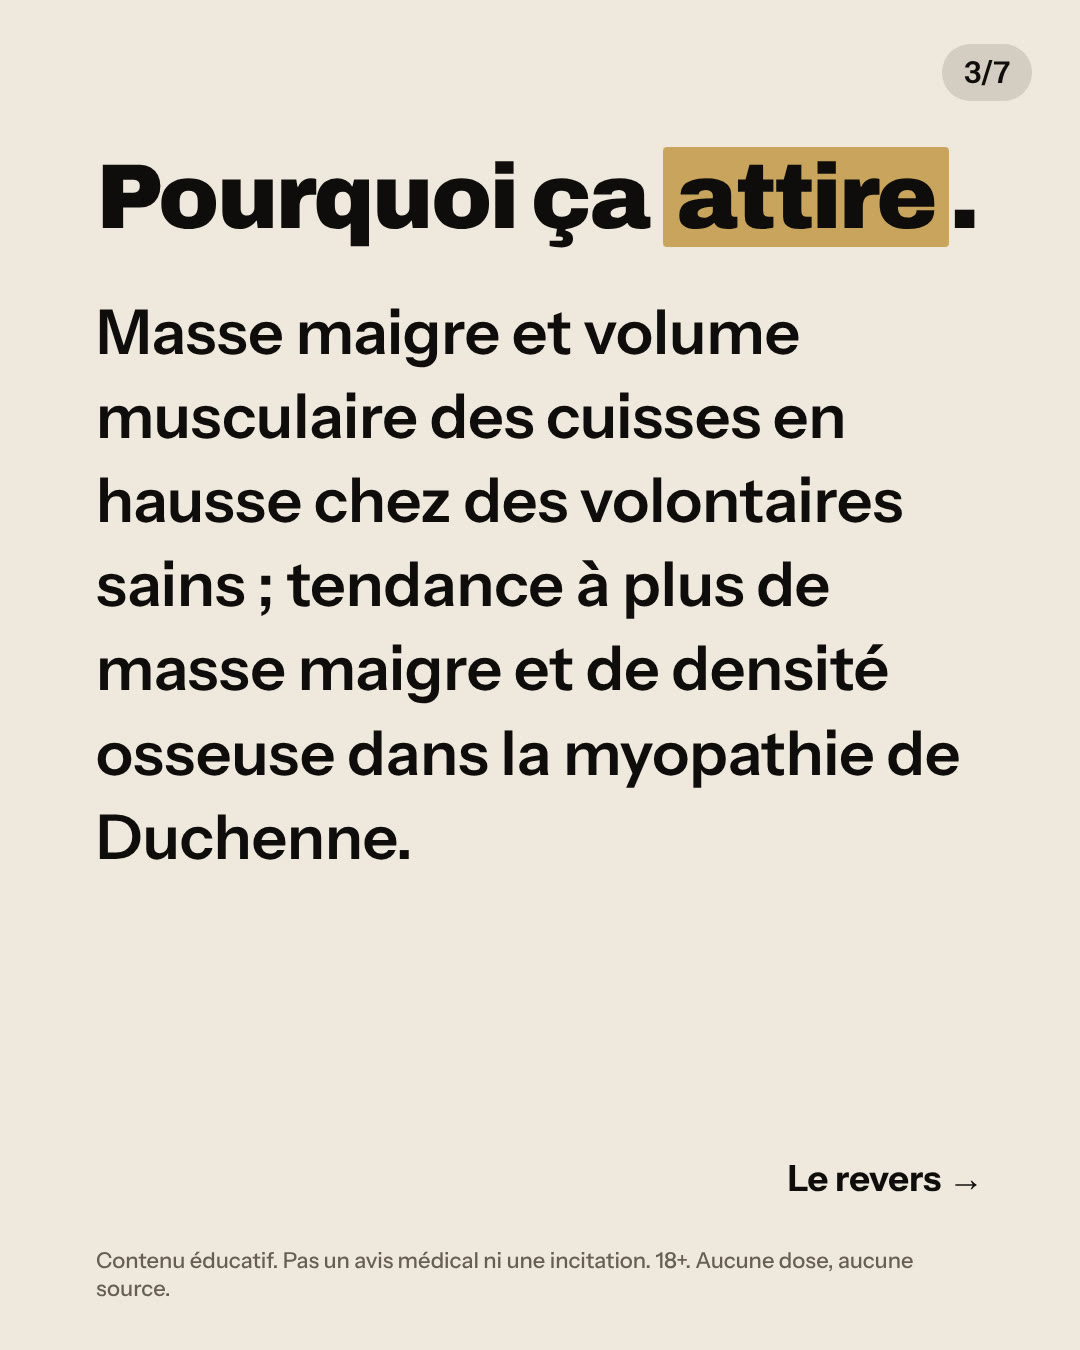 3/7
Pourquoi ça attire.
Masse maigre et volume
musculaire des cuisses en
hausse chez des volontaires
sains ; tendance à plus de
masse maigre et de densité
osseuse dans la myopathie de
Duchenne.
Le revers →
Contenu éducatif. Pas un avis médical ni une incitation. 18+. Aucune dose, aucune
source.